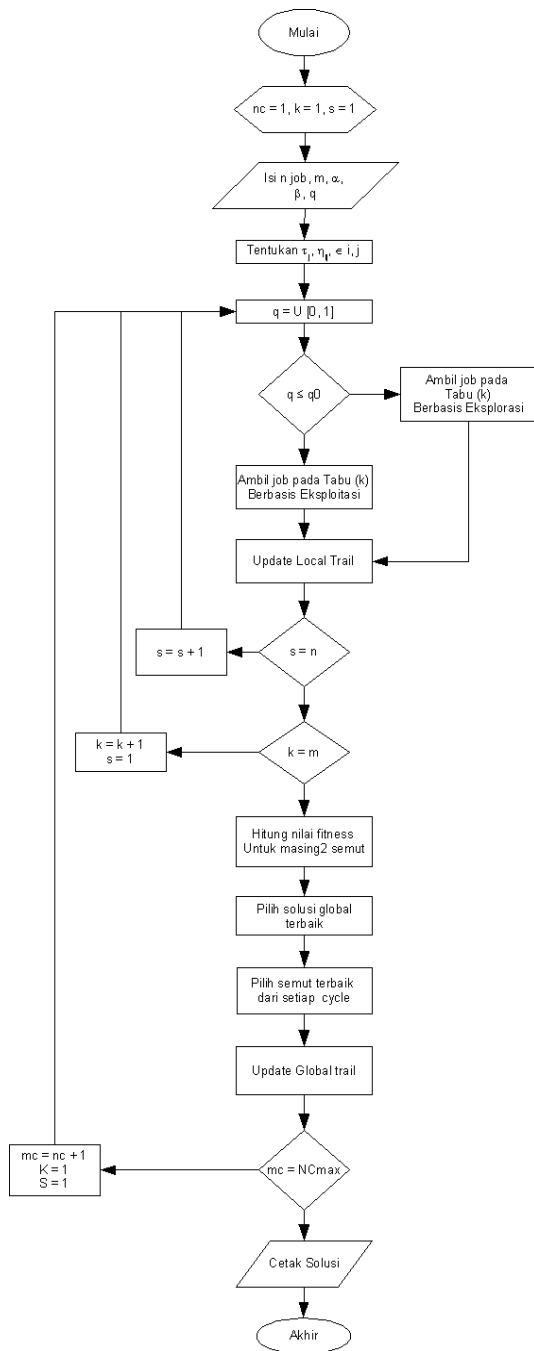 Mulai
nc = 1, k = 1, s = 1
Isi n job, m, α,
β, q
Tentukan τj, ηij, ∈ i, j
q = U [0, 1]
q ≤ q0
Ambil job pada
Tabu (k)
Berbasis Eksplorasi
Ambil job pada Tabu (k)
Berbasis Eksploitasi
Update Local Trail
s = n
s = s + 1
k = m
k = k + 1
s = 1
Hitung nilai fitness
Untuk masing2 semut
Pilih solusi global
terbaik
Pilih semut terbaik
dari setiap cycle
Update Global trail
mc = NCmax
mc = nc + 1
K = 1
S = 1
Cetak Solusi
Akhir